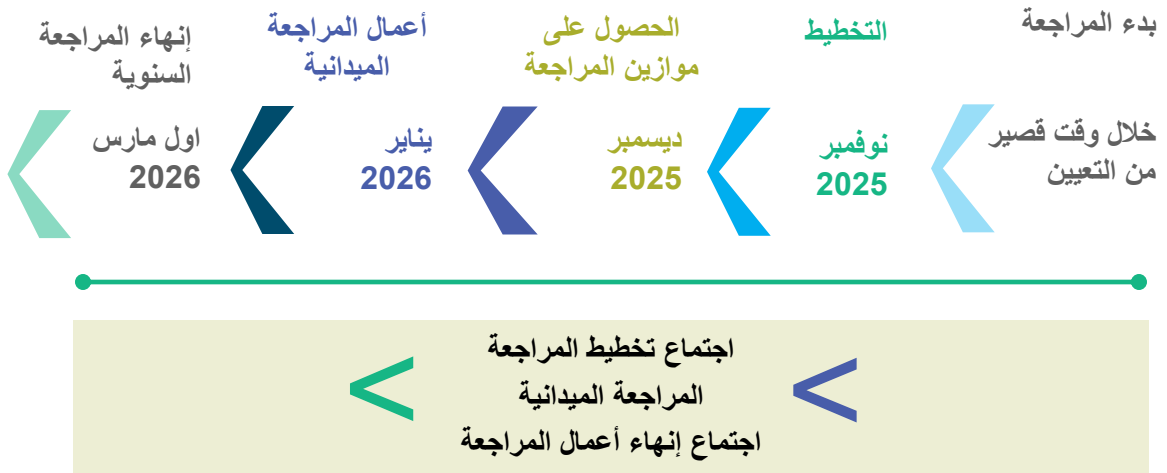 بدء المراجعة
خلال وقت قصير
من التعيين
التخطيط
نوفمبر
2025
الحصول على
موازين المراجعة
ديسمبر
2025
أعمال المراجعة
الميدانية
يناير
2026
إنهاء المراجعة
السنوية
اول مارس
2026
اجتماع تخطيط المراجعة
المراجعة الميدانية
اجتماع إنهاء أعمال المراجعة